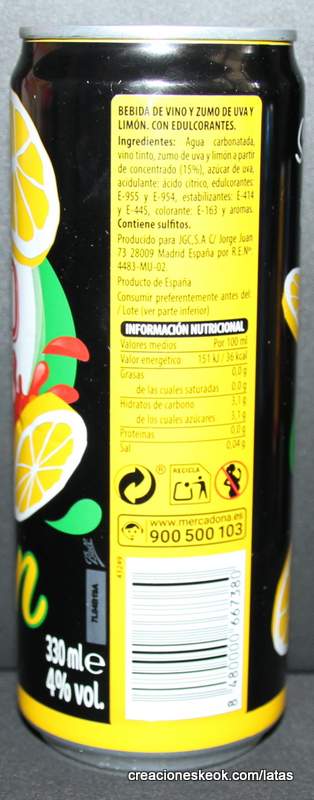 BEBIDA DE VINO Y ZUMO DE UVA Y
LIMÓN. CON EDULCORANTES.
Ingredientes: Agua carbonatada,
vino tinto, zumo de uva y limón a partir
de concentrado (15%), azúcar de uva,
acidulante: ácido cítrico, edulcorantes:
E-955 y E-954, estabilizantes: E-414
y E-445, colorante: E-163 y aromas.
Contiene sulfitos.
Producido para JGC,S.A C/ Jorge Juan
73 28009 Madrid España por R.E.Nº
4483-MU-02
Producto de España
Consumir preferentemente antes del:
/ Lote (ver parte inferior)
INFORMACIÓN NUTRICIONAL
Valores medios Por 100 ml
Valor energético 151 kJ / 36 kcal
Grasas 0,0 g
de las cuales saturadas 0,0 g
Hidratos de carbono 3,1 g
de los cuales azúcares 3,1 g
Proteínas 0,0 g
Sal 0,04 g
RECICLA
www.mercadona.es
900 500 103
43249
Ball
330 ml e
4% vol.
8 480000 667380
creacioneskeok.com/latas